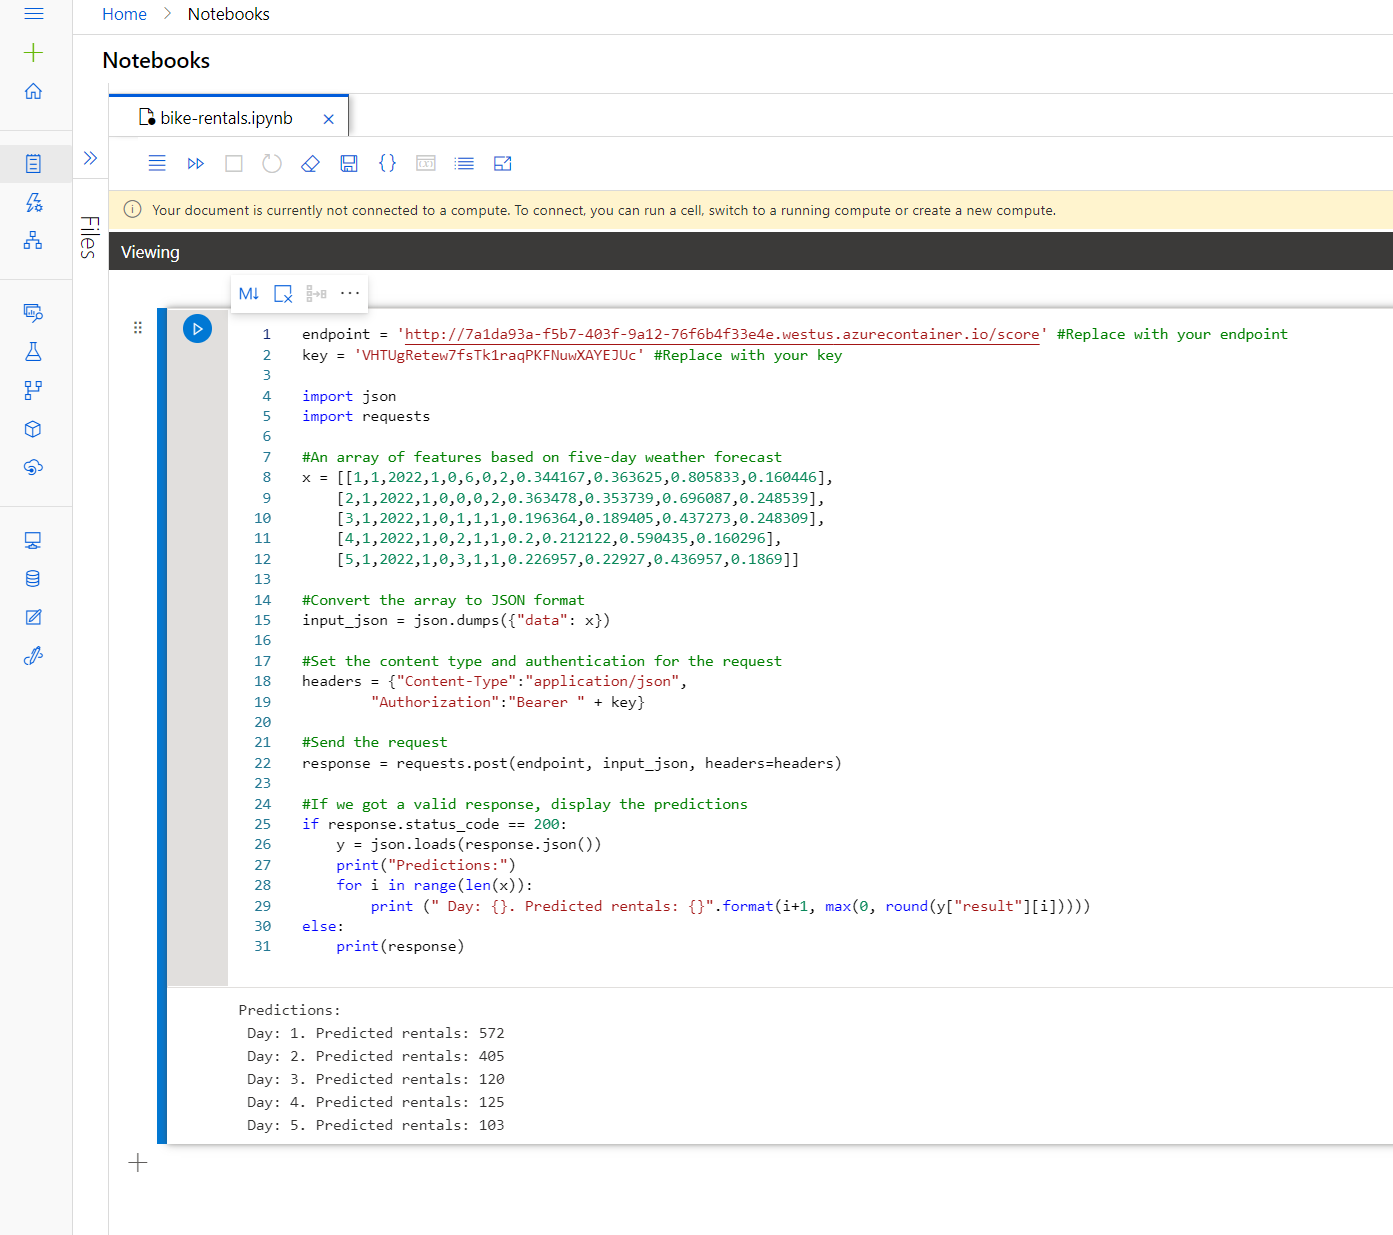 Home > Notebooks
Notebooks
bike-rentals.ipynb ×
Files
Your document is currently not connected to a compute. To connect, you can run a cell, switch to a running compute or create a new compute.
Viewing
M↓ ···
1 endpoint = 'http://7a1da93a-f5b7-403f-9a12-76f6b4f33e4e.westus.azurecontainer.io/score' #Replace with your endpoint
2 key = 'VHTUgRetew7fsTk1raqPKFNuwXAYEJUc' #Replace with your key
3
4 import json
5 import requests
6
7 #An array of features based on five-day weather forecast
8 x = [[1,1,2022,1,0,6,0,2,0.344167,0.363625,0.805833,0.160446],
9 [2,1,2022,1,0,0,0,2,0.363478,0.353739,0.696087,0.248539],
10 [3,1,2022,1,0,1,1,1,0.196364,0.189405,0.437273,0.248309],
11 [4,1,2022,1,0,2,1,1,0.2,0.212122,0.590435,0.160296],
12 [5,1,2022,1,0,3,1,1,0.226957,0.22927,0.436957,0.1869]]
13
14 #Convert the array to JSON format
15 input_json = json.dumps({"data": x})
16
17 #Set the content type and authentication for the request
18 headers = {"Content-Type":"application/json",
19 "Authorization":"Bearer " + key}
20
21 #Send the request
22 response = requests.post(endpoint, input_json, headers=headers)
23
24 #If we got a valid response, display the predictions
25 if response.status_code == 200:
26 y = json.loads(response.json())
27 print("Predictions:")
28 for i in range(len(x)):
29 print (" Day: {}. Predicted rentals: {}".format(i+1, max(0, round(y["result"][i]))))
30 else:
31 print(response)
Predictions:
Day: 1. Predicted rentals: 572
Day: 2. Predicted rentals: 405
Day: 3. Predicted rentals: 120
Day: 4. Predicted rentals: 125
Day: 5. Predicted rentals: 103